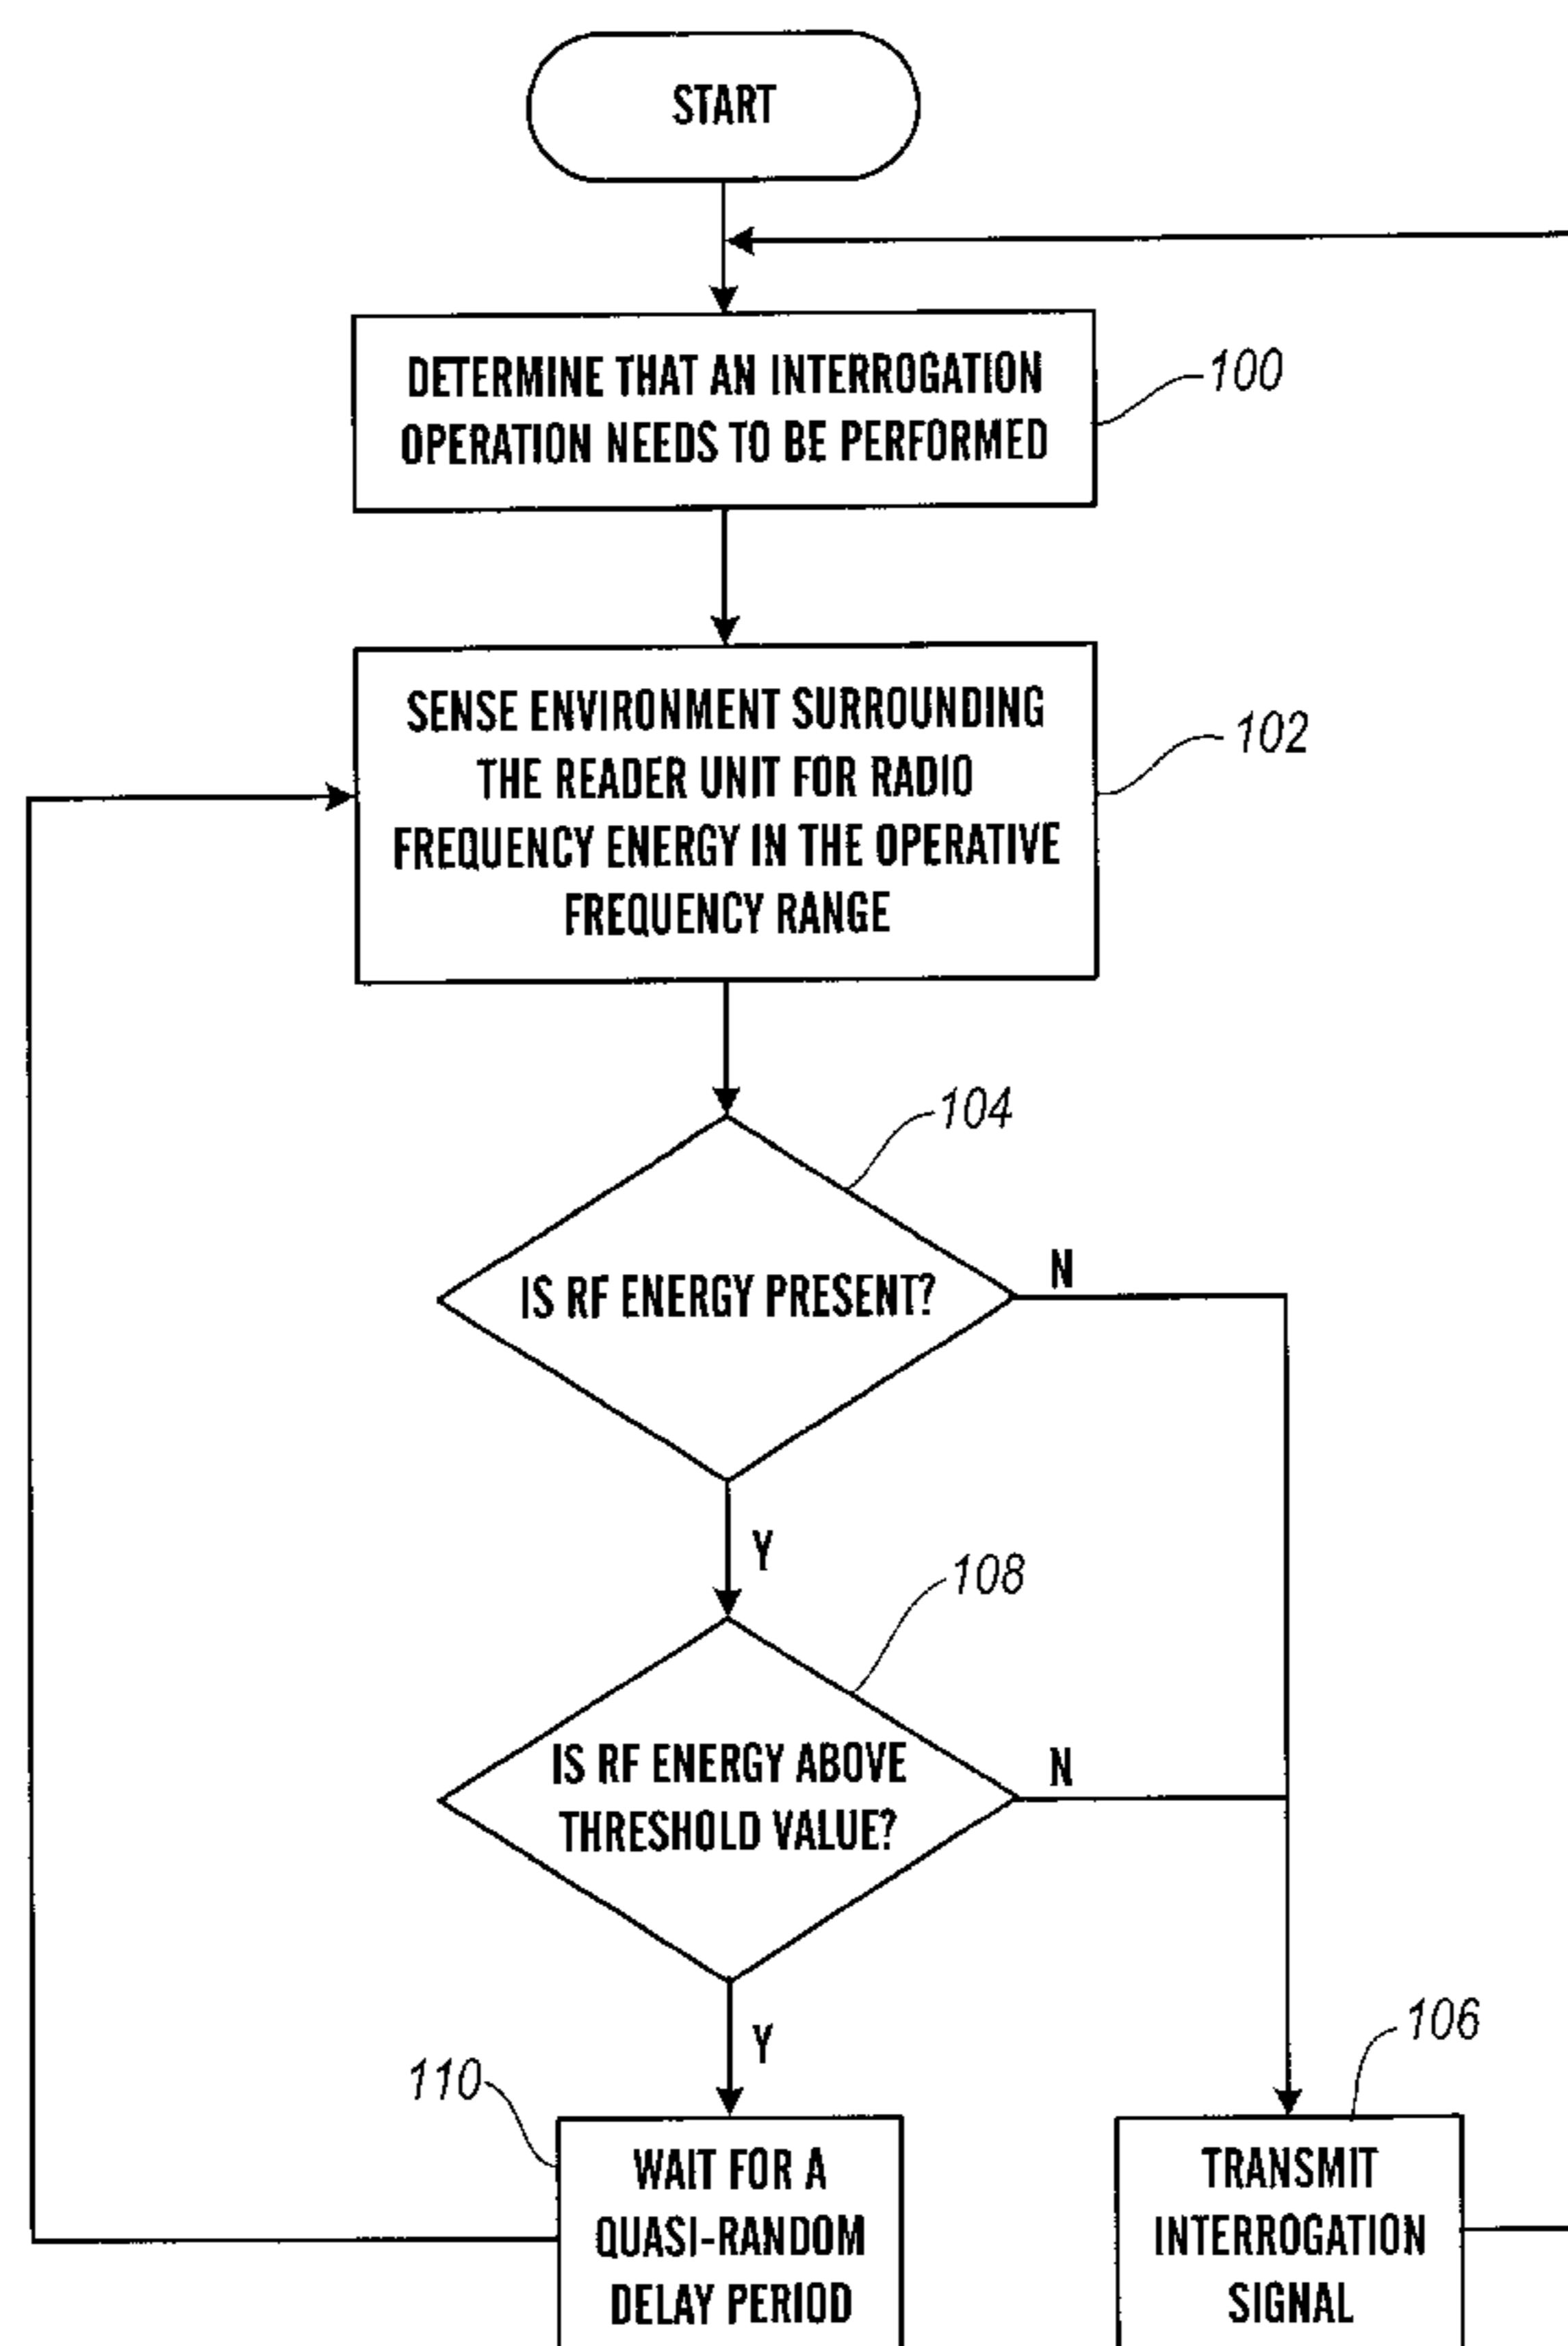 START
DETERMINE THAT AN INTERROGATION
OPERATION NEEDS TO BE PERFORMED
100
SENSE ENVIRONMENT SURROUNDING
THE READER UNIT FOR RADIO
FREQUENCY ENERGY IN THE OPERATIVE
FREQUENCY RANGE
102
104
IS RF ENERGY PRESENT?
N
Y
108
IS RF ENERGY ABOVE
THRESHOLD VALUE?
N
Y
110
WAIT FOR A
QUASI-RANDOM
DELAY PERIOD
106
TRANSMIT
INTERROGATION
SIGNAL